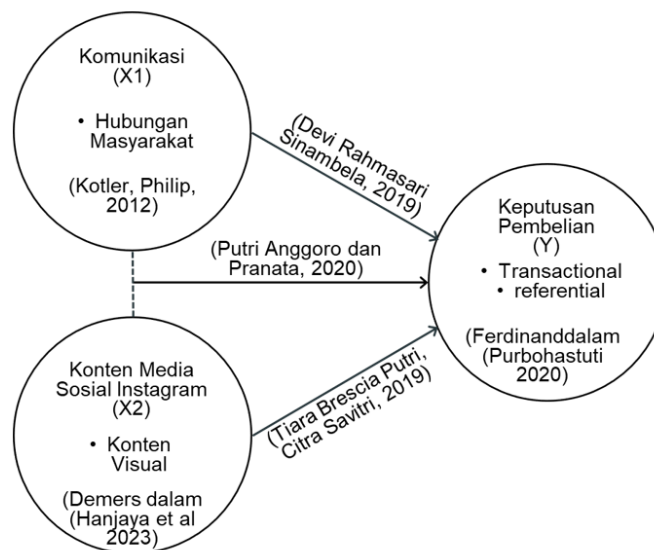 Komunikasi
(X1)
• Hubungan
Masyarakat
(Kotler, Philip,
2012)
(Devi Rahmasari
Sinambela, 2019)
(Putri Anggoro dan
Pranata, 2020)
Keputusan
Pembelian
(Y)
• Transactional
• referential
(Ferdinanddalam
(Purbohastuti
2020)
Konten Media
Sosial Instagram
(X2)
• Konten
Visual
(Demers dalam
(Hanjaya et al
2023)
(Tiara Brescia Putri,
Citra Savitri, 2019)